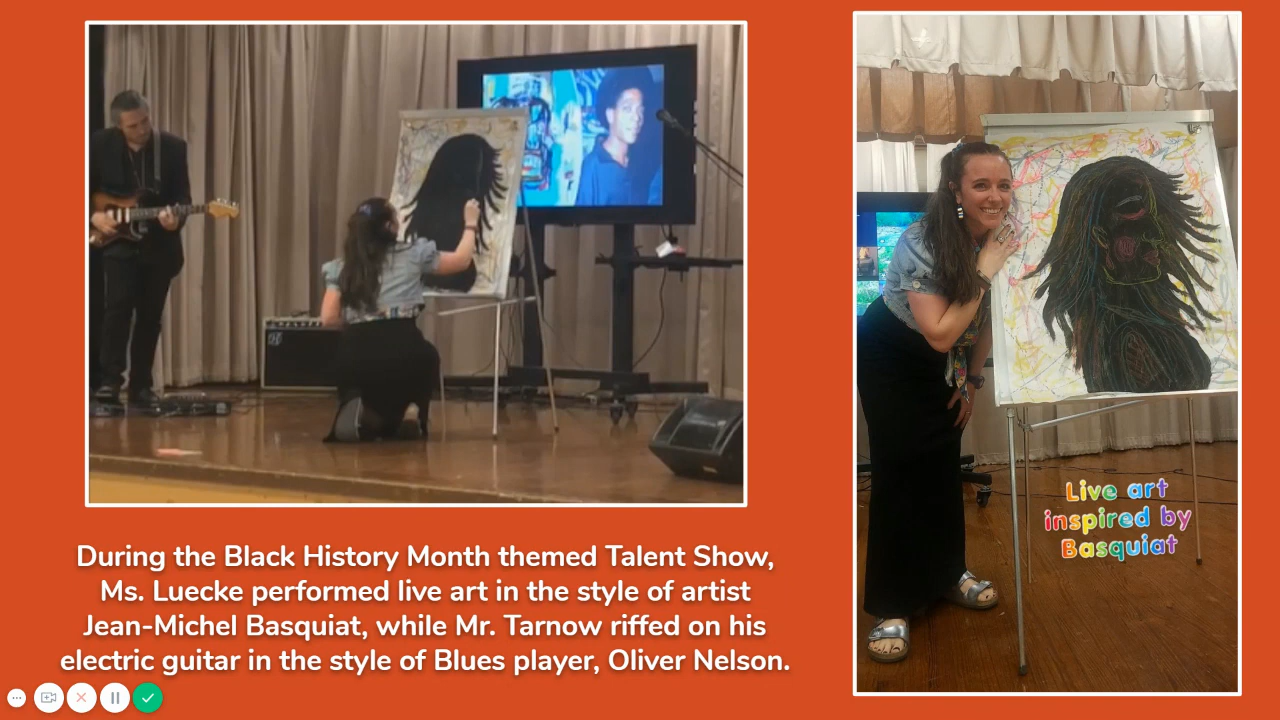 During the Black History Month themed Talent Show,
Ms. Luecke performed live art in the style of artist
Jean-Michel Basquiat, while Mr. Tarnow riffed on his
electric guitar in the style of Blues player, Oliver Nelson.
Live art
inspired by
Basquiat